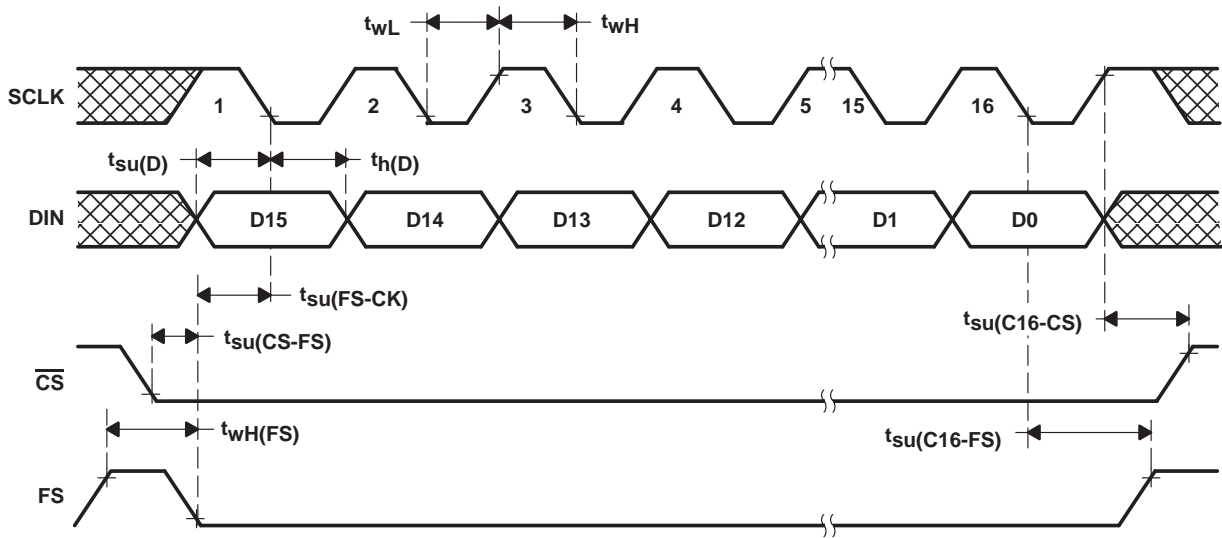 twL
twH
SCLK
1
2
3
4
5
15
16
tsu(D)
th(D)
DIN
D15
D14
D13
D12
D1
D0
tsu(FS-CK)
tsu(CS-FS)
tsu(C16-CS)
CS
twH(FS)
tsu(C16-FS)
FS